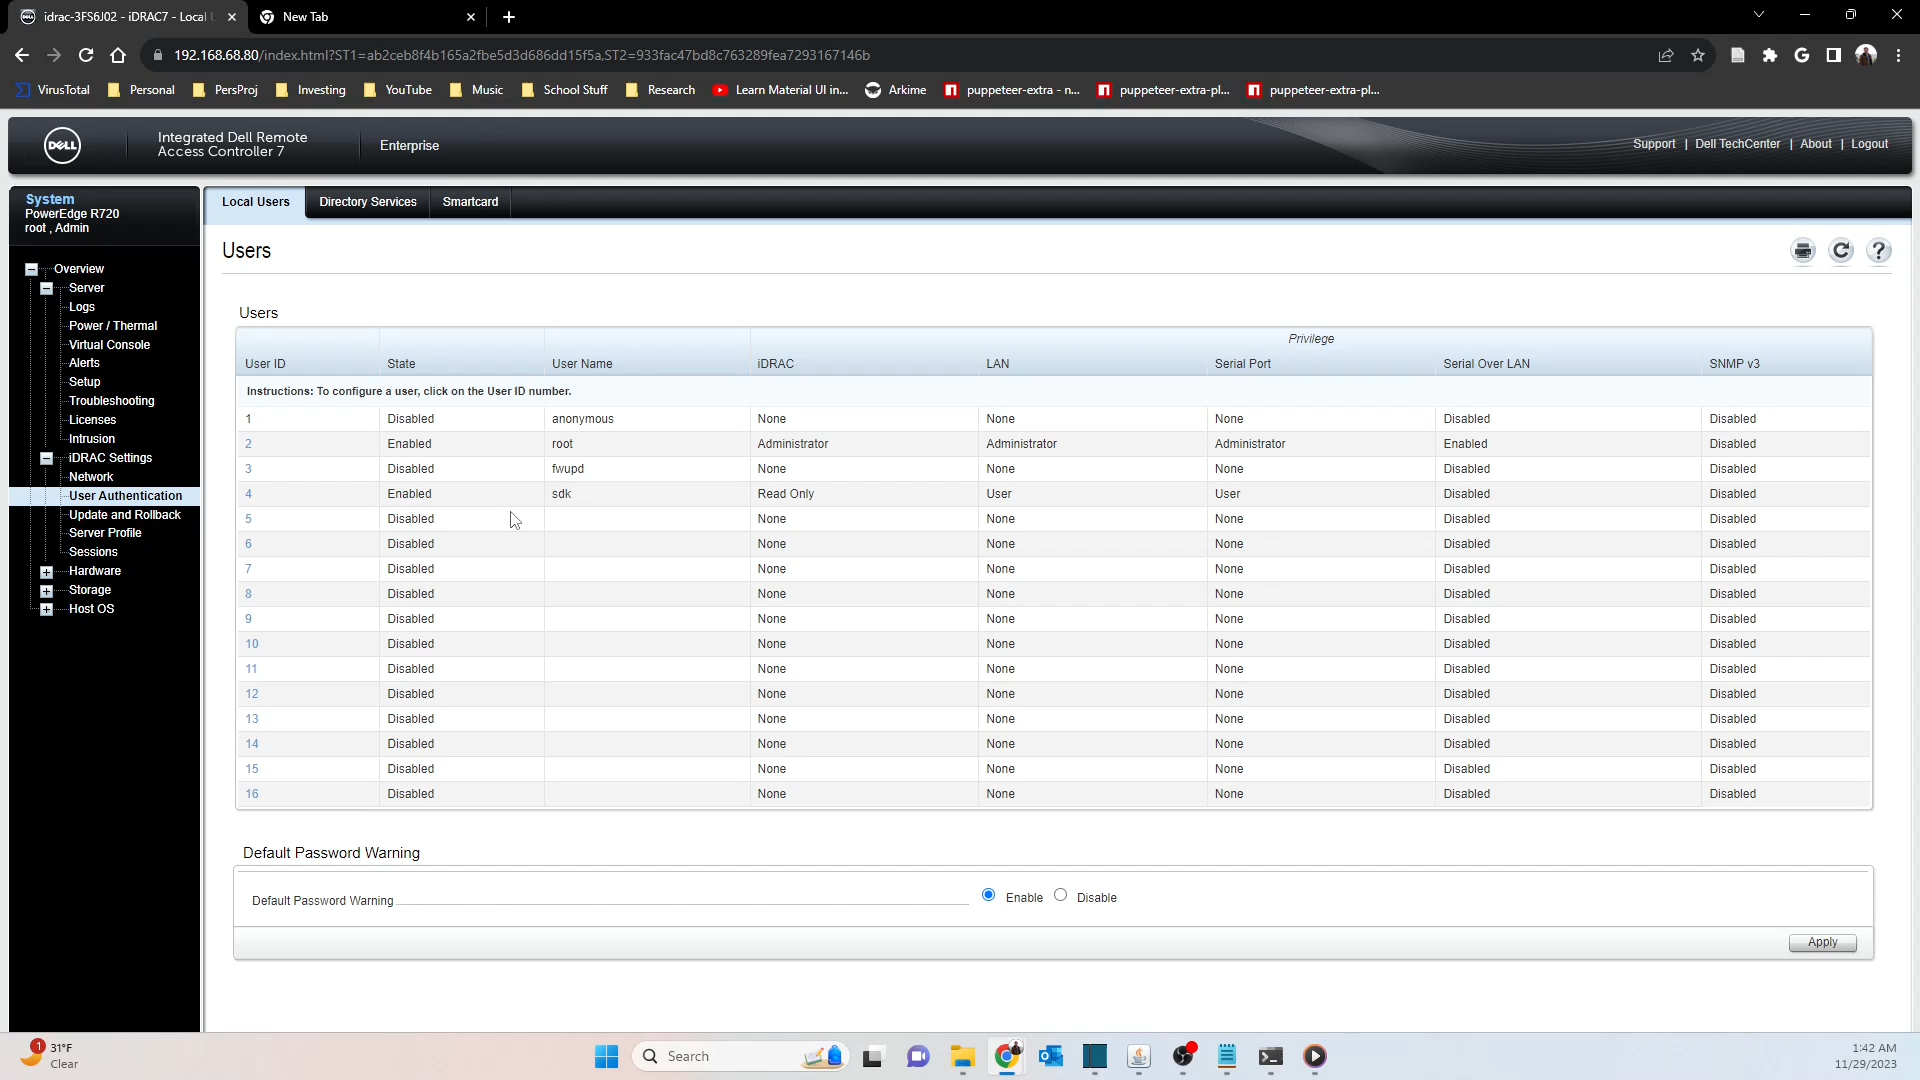 idrac-3FS6J02 - iDRAC7 - Local
New Tab
192.168.68.80/index.html?ST1=ab2ceb8f4b165a2fbe5d3d686dd15f5a,ST2=933fac47bd8c763289fea7293167146b
VirusTotal Personal PersProj Investing YouTube Music School Stuff Research Learn Material UI in... Arkime puppeteer-extra - n... puppeteer-extra-pl... puppeteer-extra-pl...
DELL
Integrated Dell Remote
Access Controller 7
Enterprise
Support | Dell TechCenter | About | Logout
System
PowerEdge R720
root , Admin
Overview
Server
Logs
Power / Thermal
Virtual Console
Alerts
Setup
Troubleshooting
Licenses
Intrusion
iDRAC Settings
Network
User Authentication
Update and Rollback
Server Profile
Sessions
Hardware
Storage
Host OS
Local Users Directory Services Smartcard
Users
Users
Privilege
User ID State User Name iDRAC LAN Serial Port Serial Over LAN SNMP v3
Instructions: To configure a user, click on the User ID number.
1 Disabled anonymous None None None Disabled Disabled
2 Enabled root Administrator Administrator Administrator Enabled Disabled
3 Disabled fwupd None None None Disabled Disabled
4 Enabled sdk Read Only User User Disabled Disabled
5 Disabled None None None Disabled Disabled
6 Disabled None None None Disabled Disabled
7 Disabled None None None Disabled Disabled
8 Disabled None None None Disabled Disabled
9 Disabled None None None Disabled Disabled
10 Disabled None None None Disabled Disabled
11 Disabled None None None Disabled Disabled
12 Disabled None None None Disabled Disabled
13 Disabled None None None Disabled Disabled
14 Disabled None None None Disabled Disabled
15 Disabled None None None Disabled Disabled
16 Disabled None None None Disabled Disabled
Default Password Warning
Default Password Warning Enable Disable
Apply
1
31°F
Clear
Search
1:42 AM
11/29/2023